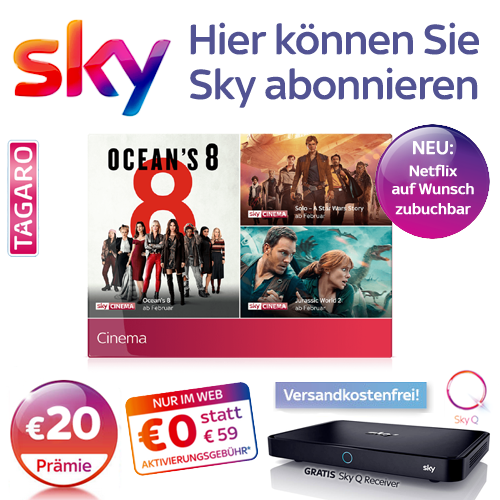 sky
Hier können Sie
Sky abonnieren
TAGARO
OCEAN'S 8
8
Ocean's 8
ab Februar
sky CINEMA
Solo – A Star Wars Story
ab Februar
sky CINEMA
Jurassic World 2
ab Februar
sky CINEMA
Cinema
NEU:
Netflix
auf Wunsch
zubuchbar
€20
Prämie
NUR IM WEB
€0 statt
€ 59
AKTIVIERUNGSGEBÜHR*
Versandkostenfrei!
Sky Q
sky
GRATIS Sky Q Receiver